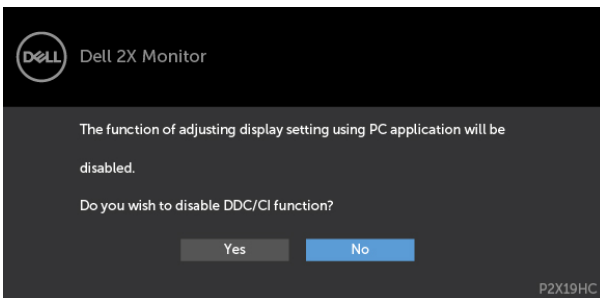 DELL
Dell 2X Monitor
The function of adjusting display setting using PC application will be
disabled.
Do you wish to disable DDC/CI function?
Yes
No
P2X19HC